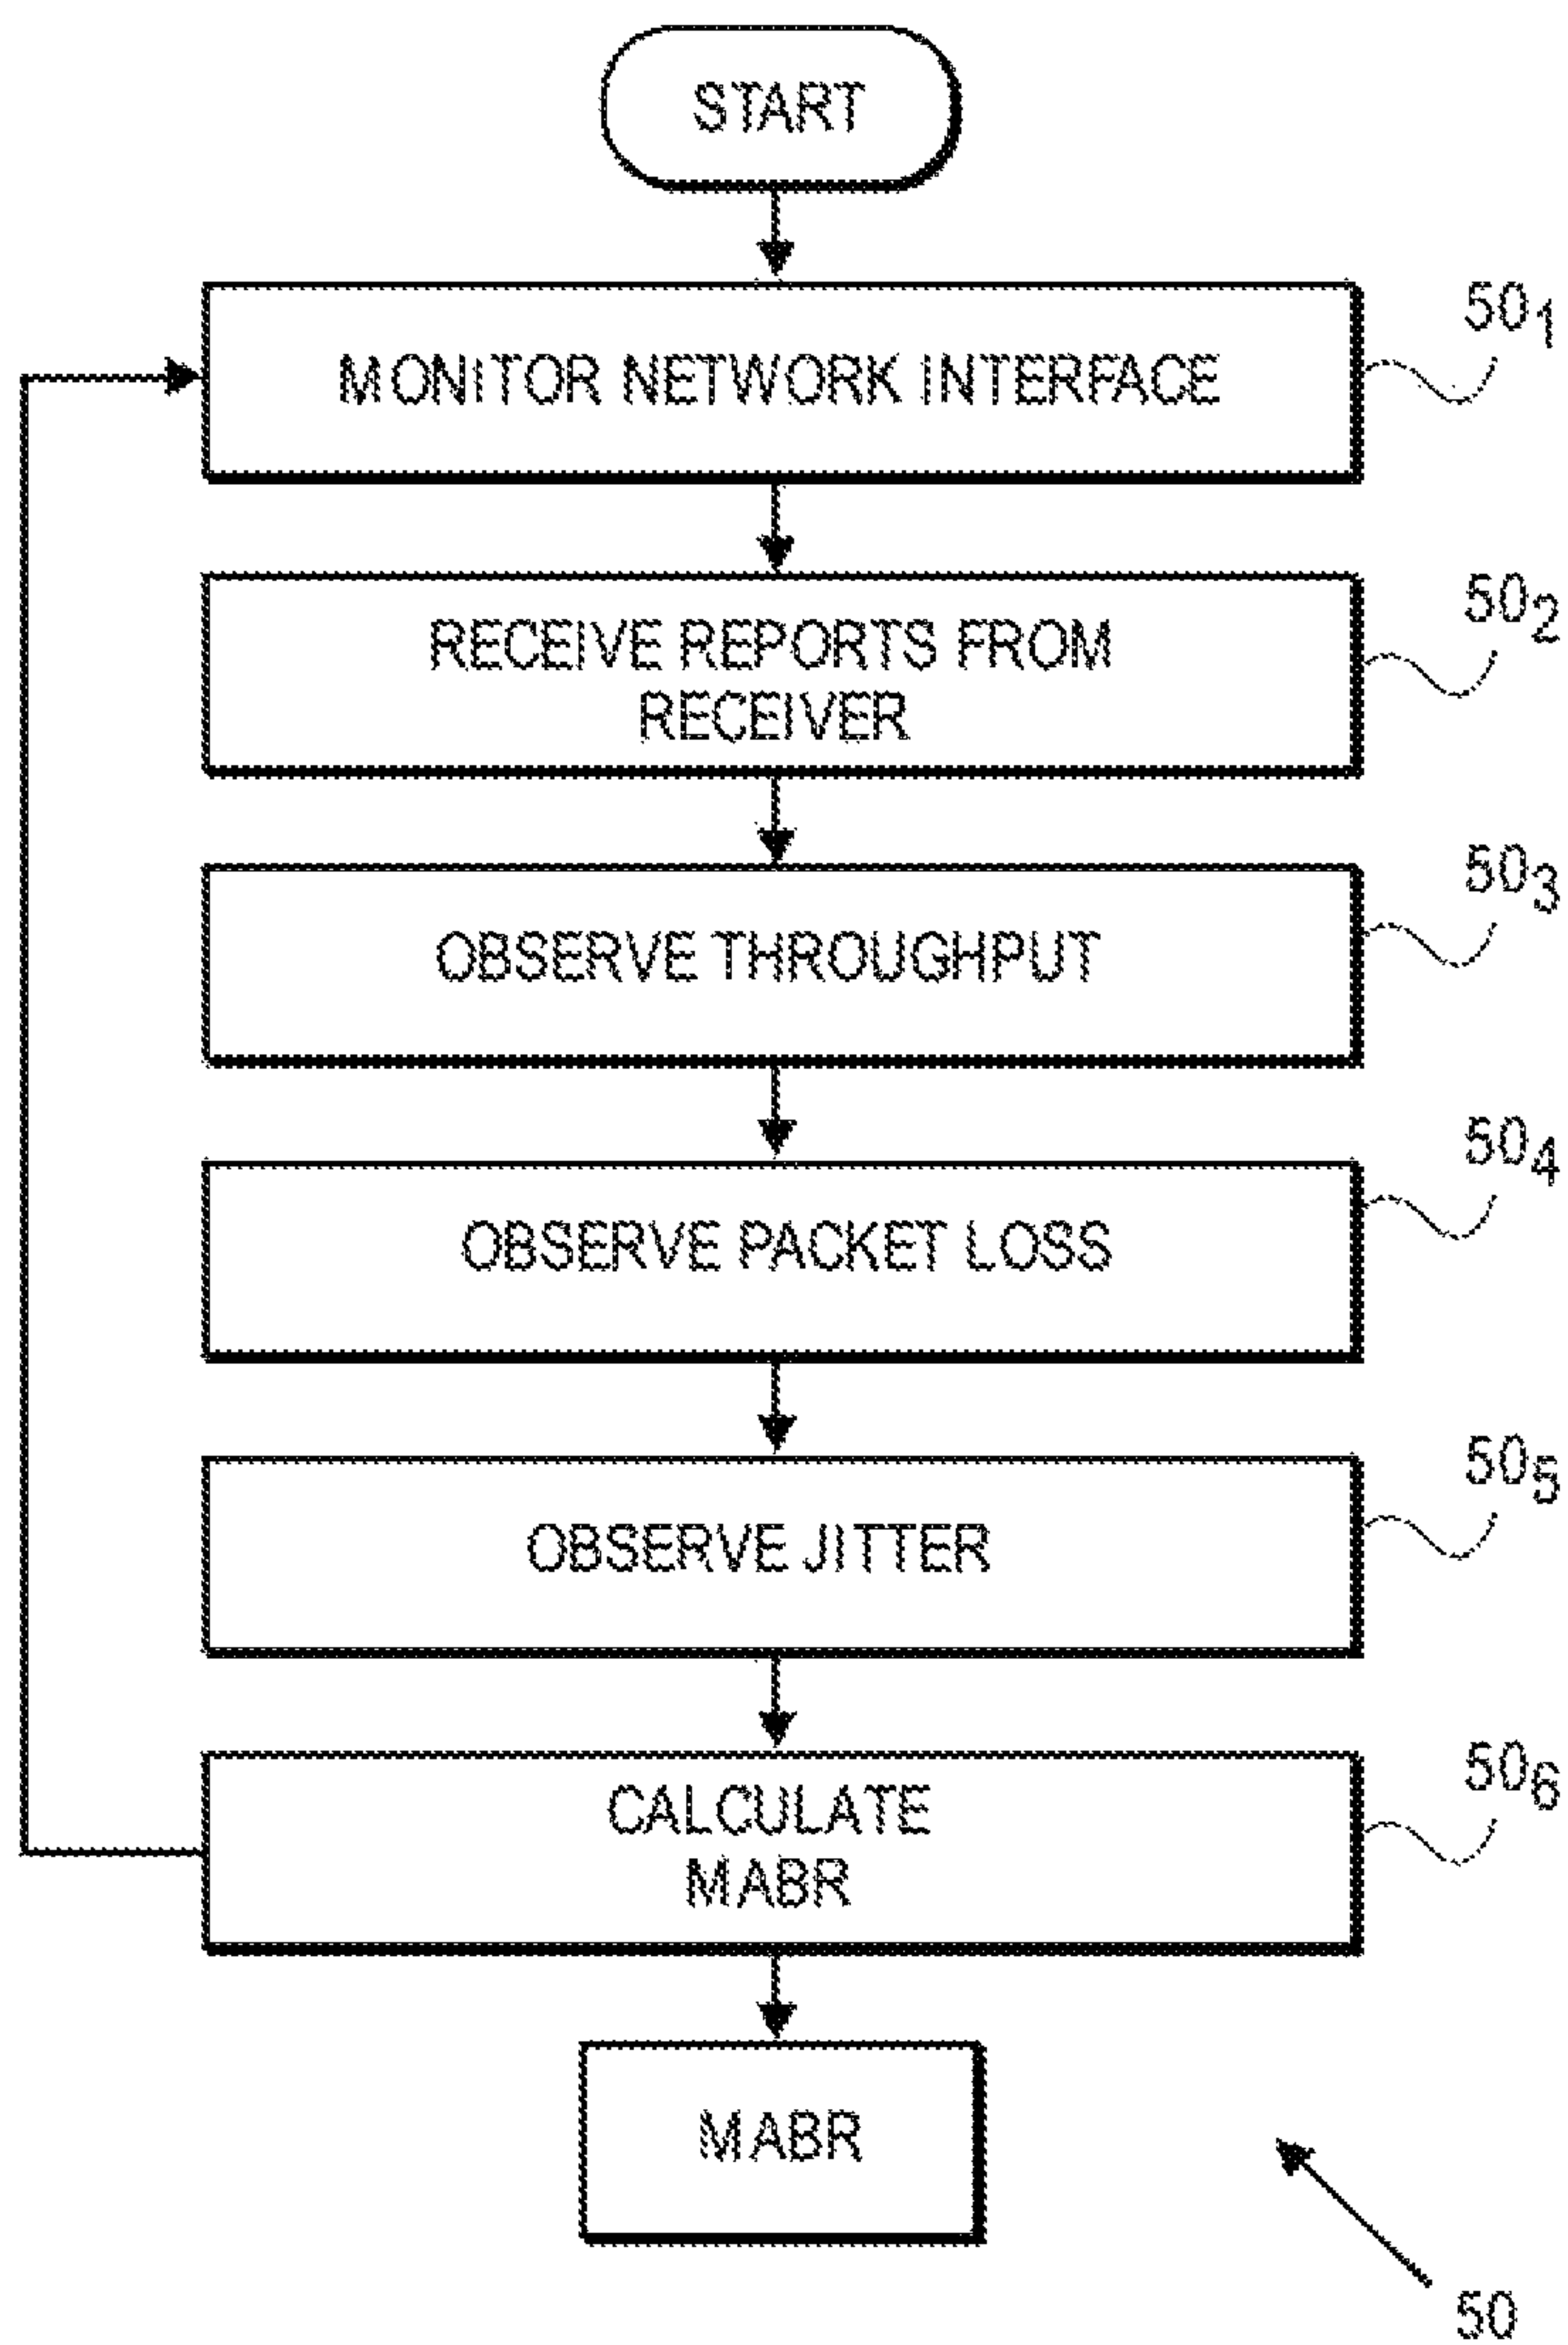 START
MONITOR NETWORK INTERFACE
50₁
RECEIVE REPORTS FROM
RECEIVER
50₂
OBSERVE THROUGHPUT
50₃
OBSERVE PACKET LOSS
50₄
OBSERVE JITTER
50₅
CALCULATE
MABR
50₆
MABR
50